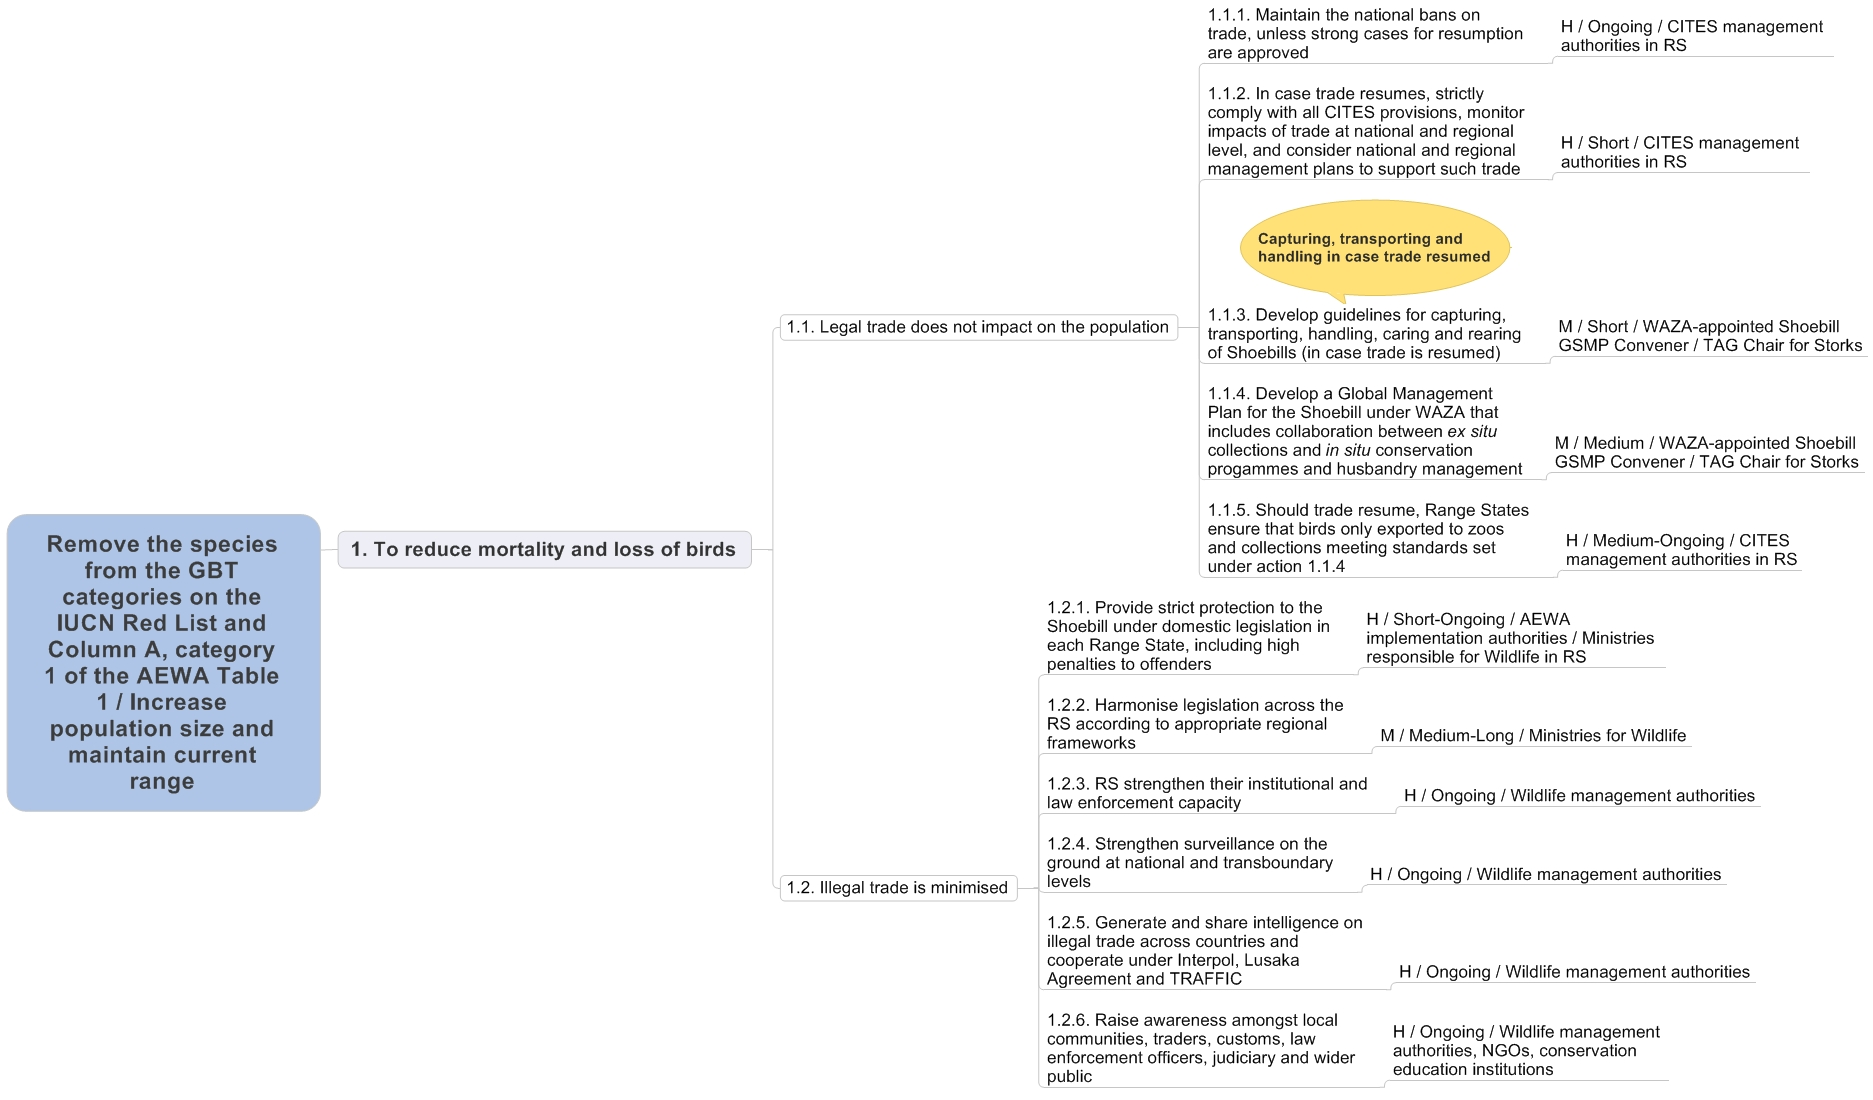 Remove the species
from the GBT
categories on the
IUCN Red List and
Column A, category
1 of the AEWA Table
1 / Increase
population size and
maintain current
range
1. To reduce mortality and loss of birds
1.1. Legal trade does not impact on the population
1.1.1. Maintain the national bans on
trade, unless strong cases for resumption
are approved
H / Ongoing / CITES management
authorities in RS
1.1.2. In case trade resumes, strictly
comply with all CITES provisions, monitor
impacts of trade at national and regional
level, and consider national and regional
management plans to support such trade
H / Short / CITES management
authorities in RS
Capturing, transporting and
handling in case trade resumed
1.1.3. Develop guidelines for capturing,
transporting, handling, caring and rearing
of Shoebills (in case trade is resumed)
M / Short / WAZA-appointed Shoebill
GSMP Convener / TAG Chair for Storks
1.1.4. Develop a Global Management
Plan for the Shoebill under WAZA that
includes collaboration between ex situ
collections and in situ conservation
progammes and husbandry management
M / Medium / WAZA-appointed Shoebill
GSMP Convener / TAG Chair for Storks
1.1.5. Should trade resume, Range States
ensure that birds only exported to zoos
and collections meeting standards set
under action 1.1.4
H / Medium-Ongoing / CITES
management authorities in RS
1.2. Illegal trade is minimised
1.2.1. Provide strict protection to the
Shoebill under domestic legislation in
each Range State, including high
penalties to offenders
H / Short-Ongoing / AEWA
implementation authorities / Ministries
responsible for Wildlife in RS
1.2.2. Harmonise legislation across the
RS according to appropriate regional
frameworks
M / Medium-Long / Ministries for Wildlife
1.2.3. RS strengthen their institutional and
law enforcement capacity
H / Ongoing / Wildlife management authorities
1.2.4. Strengthen surveillance on the
ground at national and transboundary
levels
H / Ongoing / Wildlife management authorities
1.2.5. Generate and share intelligence on
illegal trade across countries and
cooperate under Interpol, Lusaka
Agreement and TRAFFIC
H / Ongoing / Wildlife management authorities
1.2.6. Raise awareness amongst local
communities, traders, customs, law
enforcement officers, judiciary and wider
public
H / Ongoing / Wildlife management
authorities, NGOs, conservation
education institutions